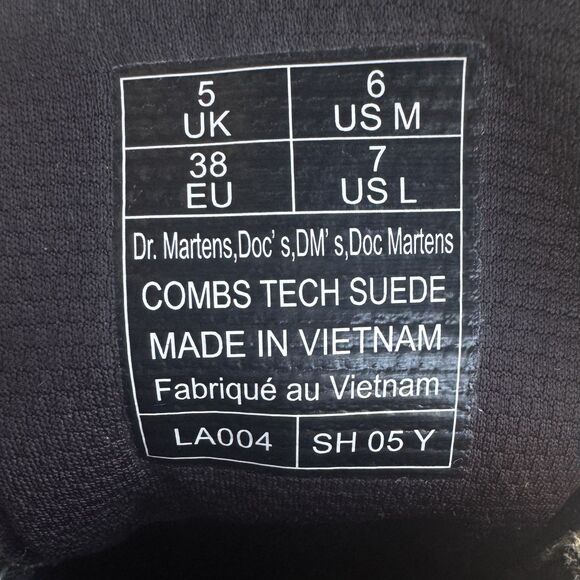 5 UK
6 US M
38 EU
7 US L
Dr. Martens,Doc' s,DM' s,Doc Martens
COMBS TECH SUEDE
MADE IN VIETNAM
Fabriqué au Vietnam
LA004
SH 05 Y